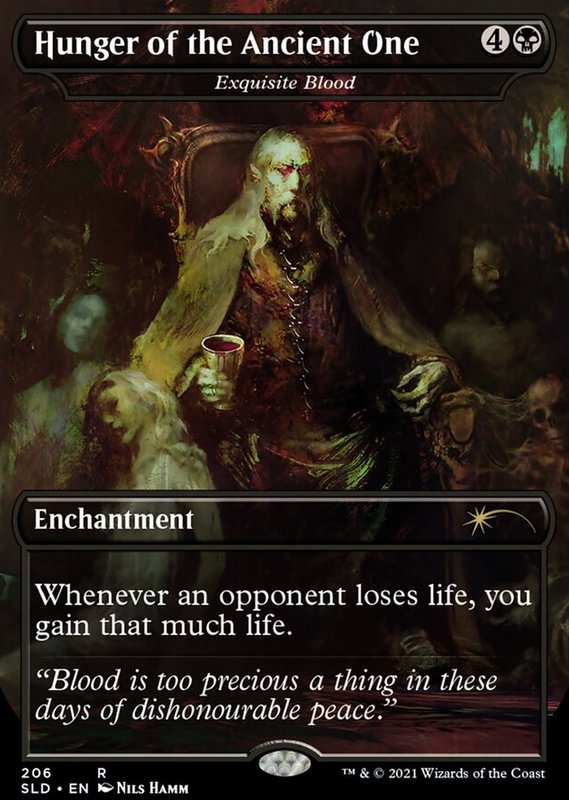 Hunger of the Ancient One 4
Exquisite Blood
Enchantment
Whenever an opponent loses life, you
gain that much life.
“Blood is too precious a thing in these
days of dishonourable peace.”
206 R
SLD • EN Nils Hamm
™ & © 2021 Wizards of the Coast